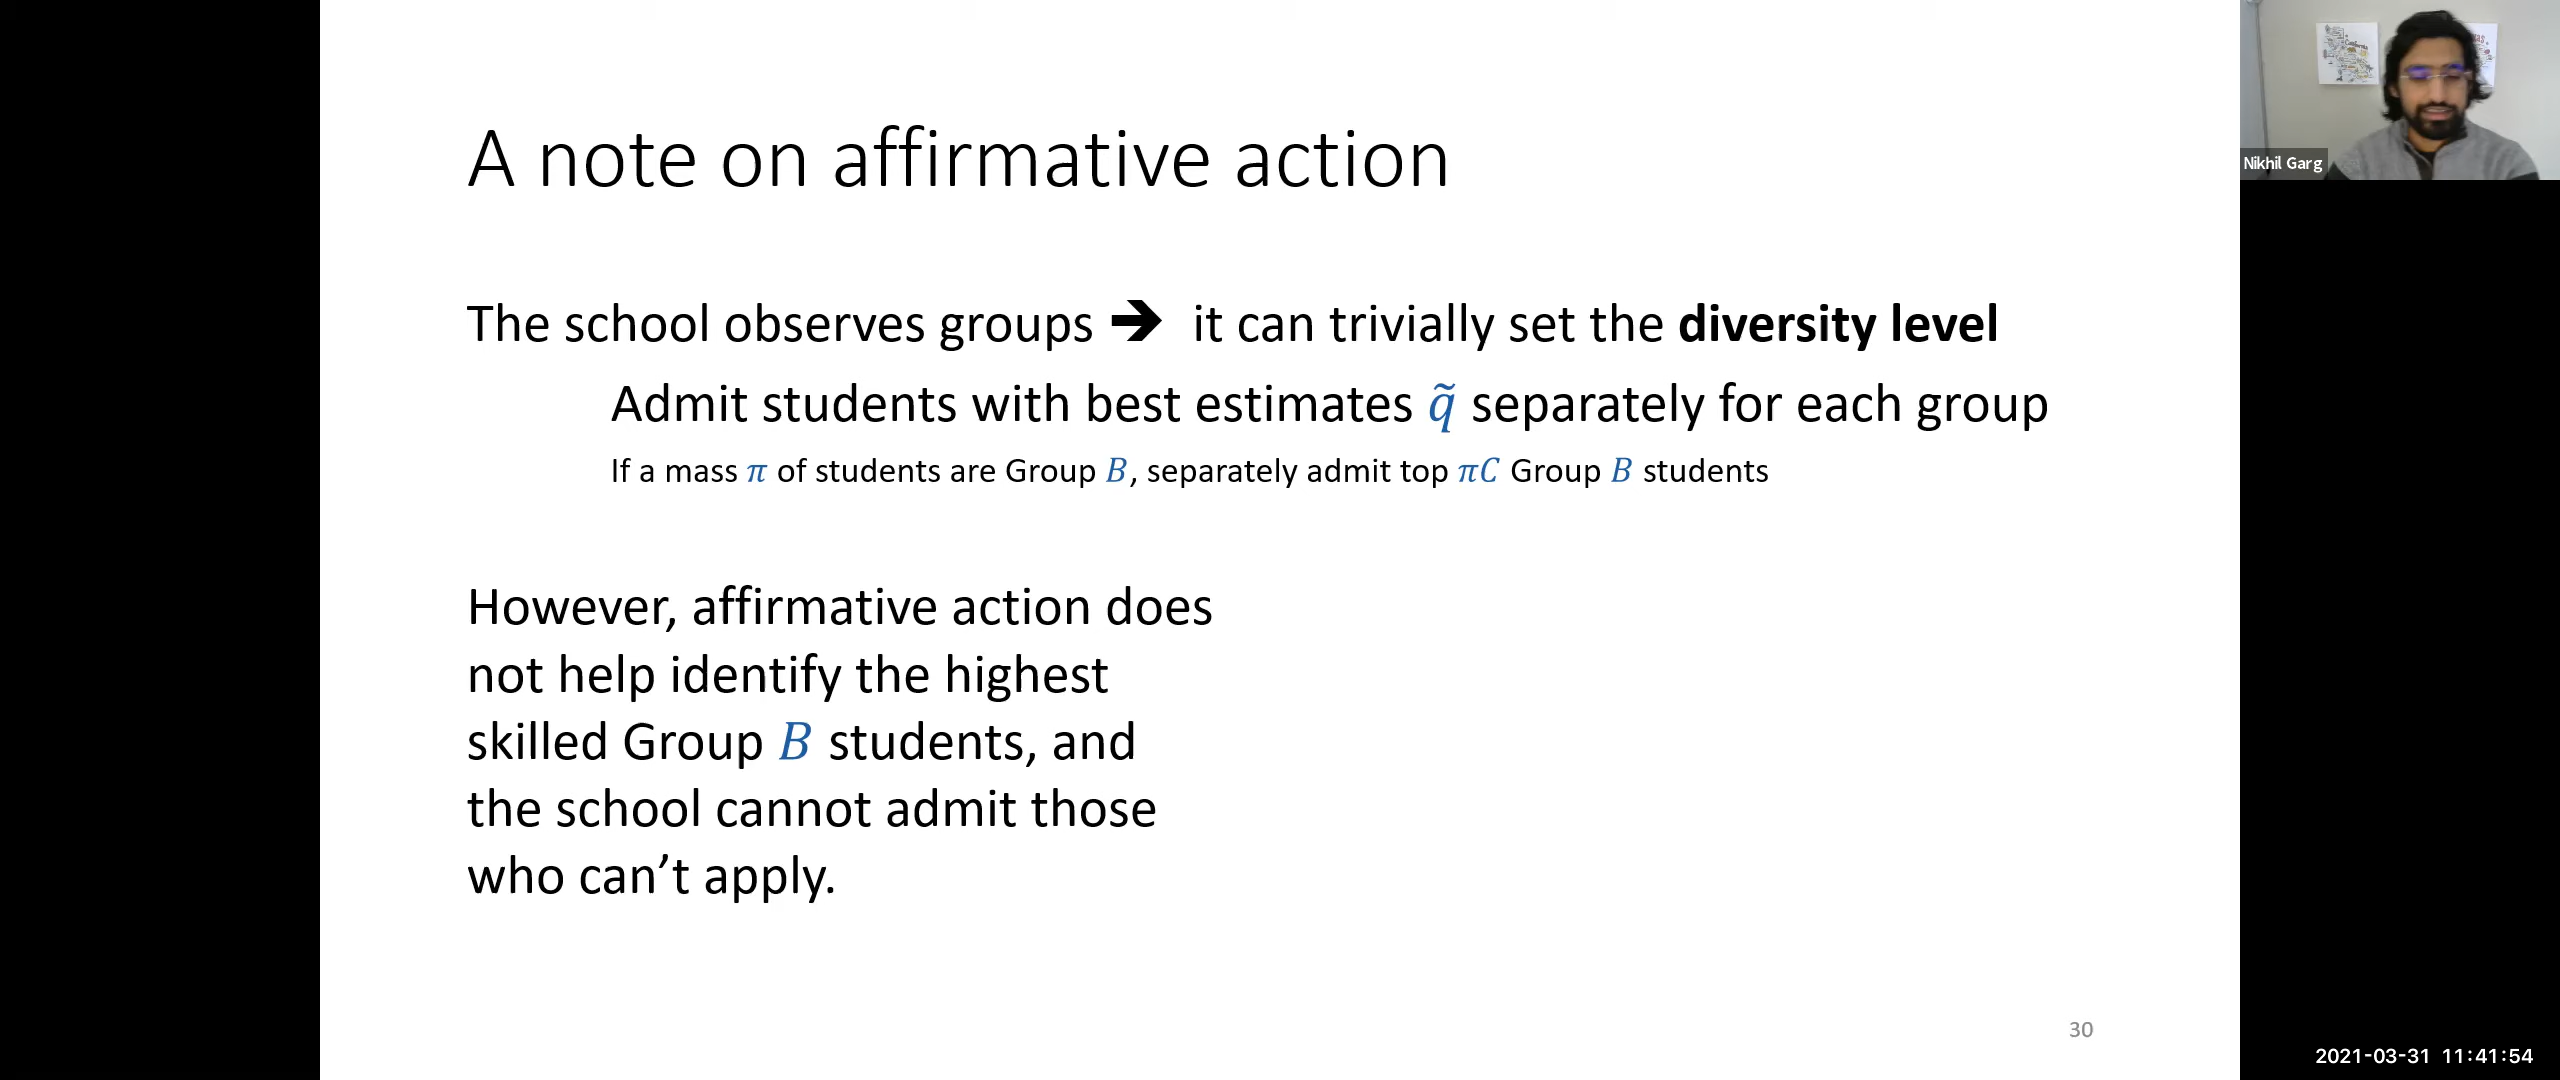 A note on affirmative action
The school observes groups ➔ it can trivially set the diversity level
Admit students with best estimates q̃ separately for each group
If a mass π of students are Group B, separately admit top πC Group B students
However, affirmative action does
not help identify the highest
skilled Group B students, and
the school cannot admit those
who can’t apply.
30
Nikhil Garg
2021-03-31 11:41:54